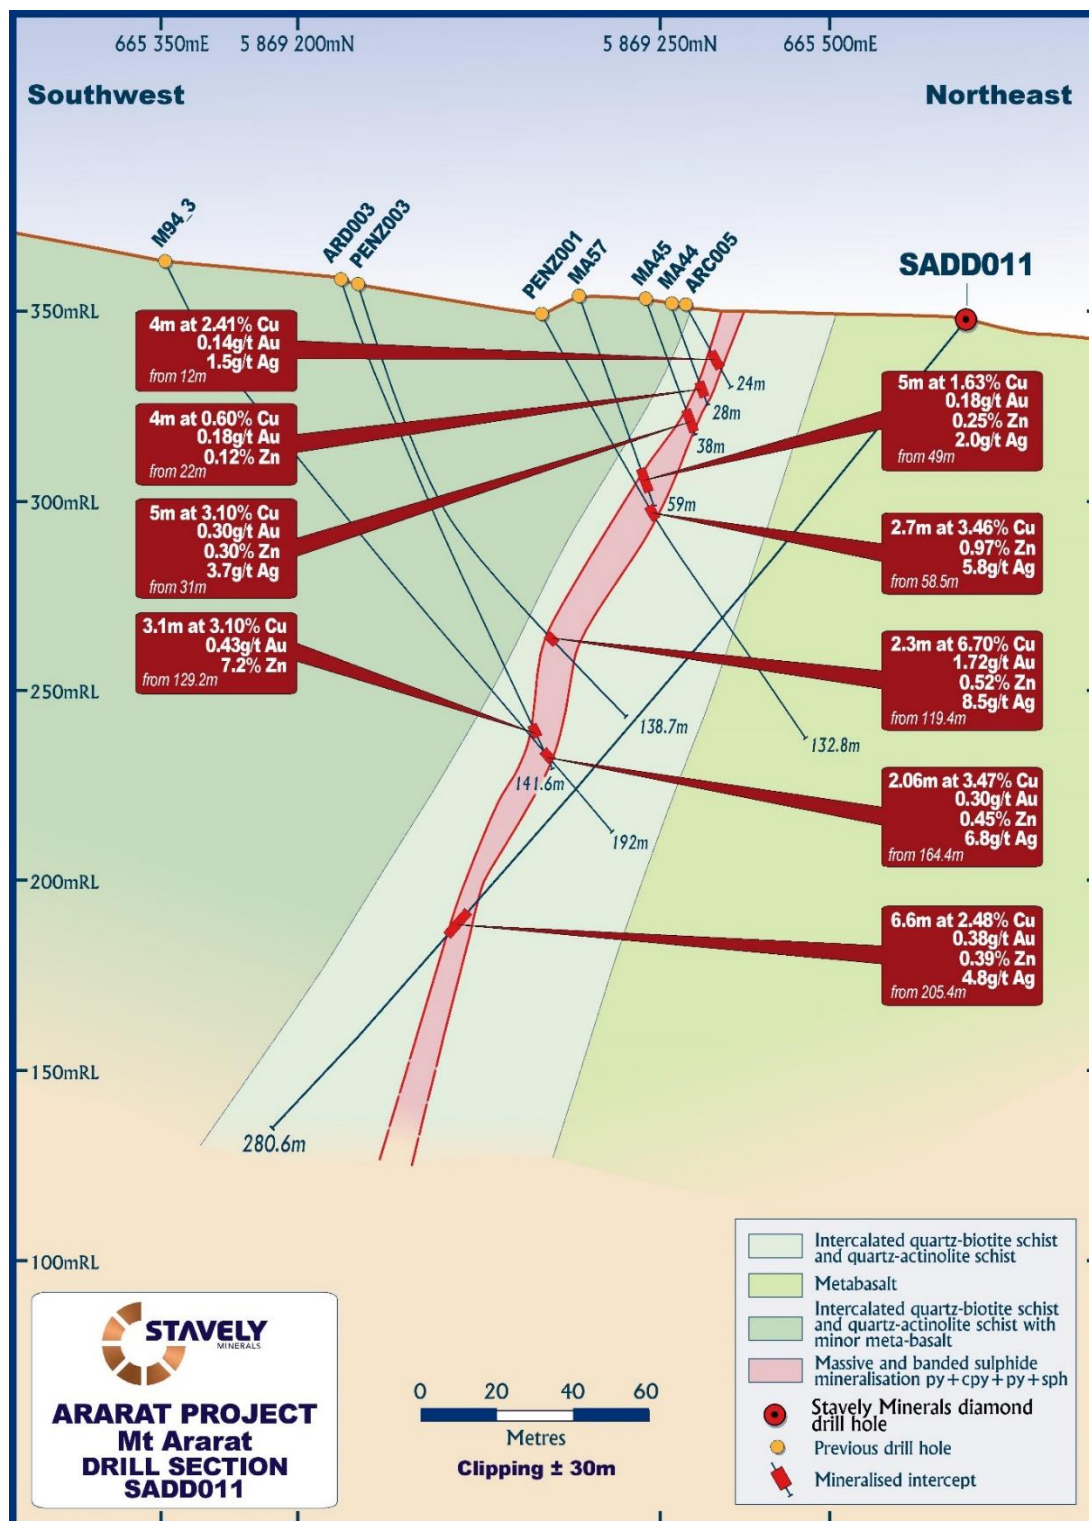 665 350mE
5 869 200mN
5 869 250mN
665 500mE
Southwest
Northeast
M94_3
ARD003
PENZ003
PENZ001
MA57
MA45
MA44
ARC005
SADD011
350mRL
4m at 2.41% Cu
0.14g/t Au
1.5g/t Ag
from 12m
4m at 0.60% Cu
0.18g/t Au
0.12% Zn
from 22m
5m at 3.10% Cu
0.30g/t Au
0.30% Zn
3.7g/t Ag
from 31m
3.1m at 3.10% Cu
0.43g/t Au
7.2% Zn
from 129.2m
24m
28m
38m
59m
138.7m
132.8m
141.6m
192m
280.6m
5m at 1.63% Cu
0.18g/t Au
0.25% Zn
2.0g/t Ag
from 49m
2.7m at 3.46% Cu
0.97% Zn
5.8g/t Ag
from 58.5m
2.3m at 6.70% Cu
1.72g/t Au
0.52% Zn
8.5g/t Ag
from 119.4m
2.06m at 3.47% Cu
0.30g/t Au
0.45% Zn
6.8g/t Ag
from 164.4m
6.6m at 2.48% Cu
0.38g/t Au
0.39% Zn
4.8g/t Ag
from 205.4m
300mRL
250mRL
200mRL
150mRL
100mRL
STAVELY
MINERALS
ARARAT PROJECT
Mt Ararat
DRILL SECTION
SADD011
0 20 40 60
Metres
Clipping ± 30m
Intercalated quartz-biotite schist
and quartz-actinolite schist
Metabasalt
Intercalated quartz-biotite schist
and quartz-actinolite schist with
minor meta-basalt
Massive and banded sulphide
mineralisation py+cpy+py+sph
Stavely Minerals diamond
drill hole
Previous drill hole
Mineralised intercept